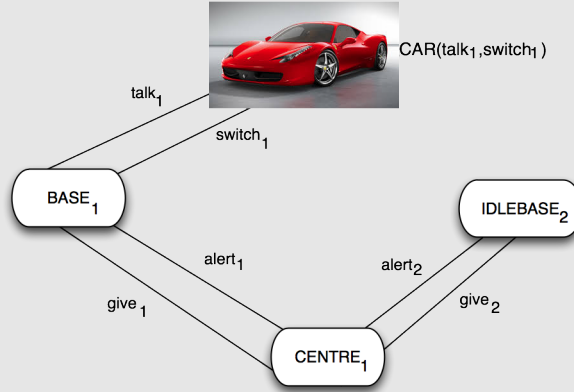 CAR(talk1,switch1)
talk1
switch1
BASE1
IDLEBASE2
alert1
alert2
give1
give2
CENTRE1